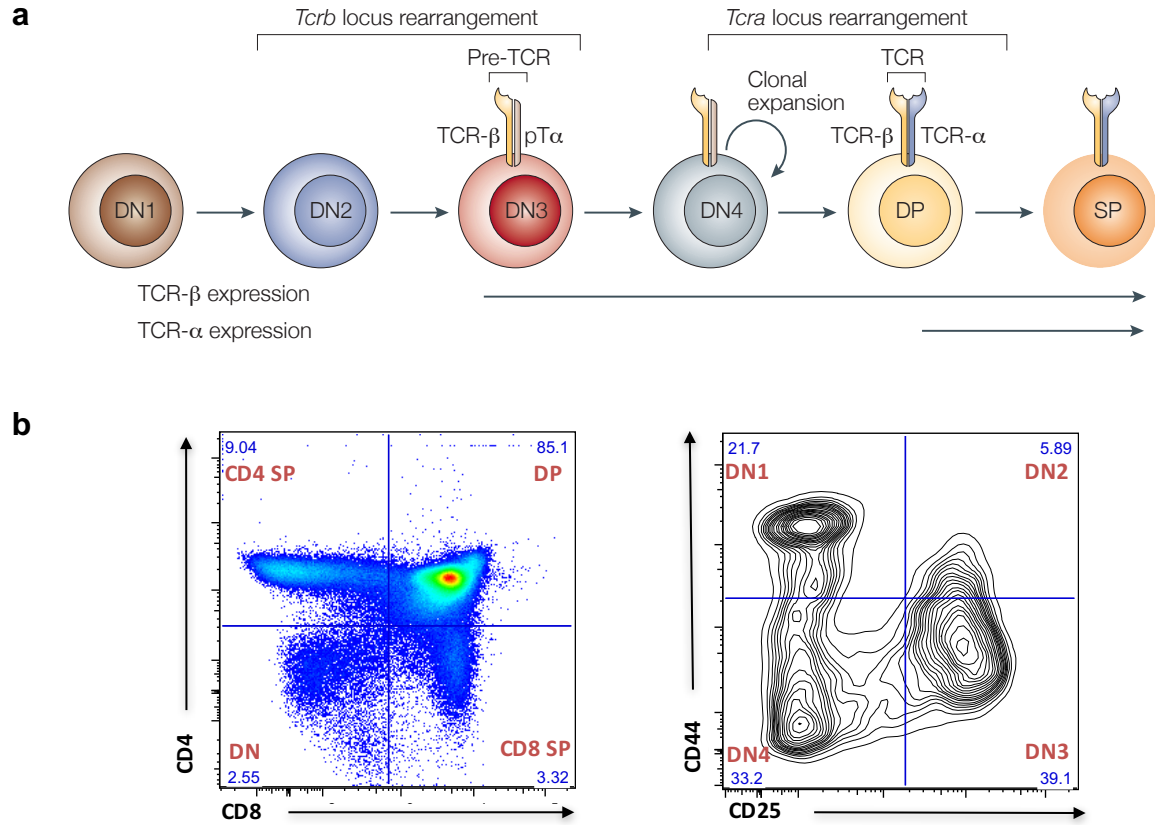 a
Tcrb locus rearrangement
Tcra locus rearrangement
Pre-TCR
TCR
Clonal
expansion
TCR-β pTα
TCR-β TCR-α
DN1 DN2 DN3 DN4 DP SP
TCR-β expression
TCR-α expression
b
9.04 85.1
CD4 SP DP
DN CD8 SP
2.55 3.32
CD4
CD8
21.7 5.89
DN1 DN2
DN4 DN3
33.2 39.1
CD44
CD25